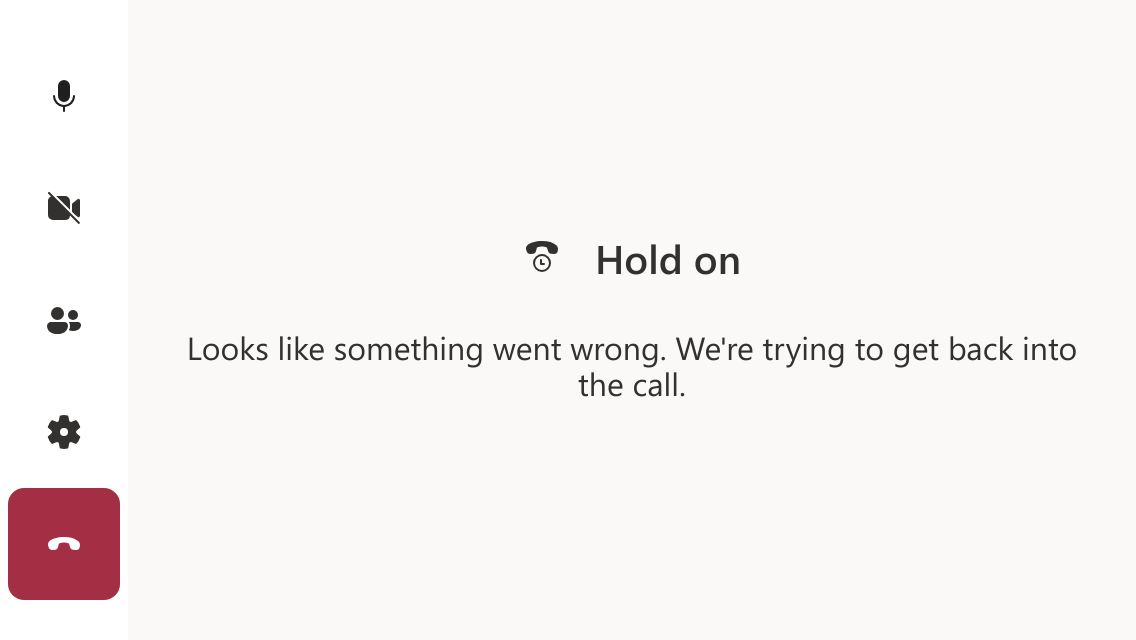 Hold on
Looks like something went wrong. We're trying to get back into
the call.